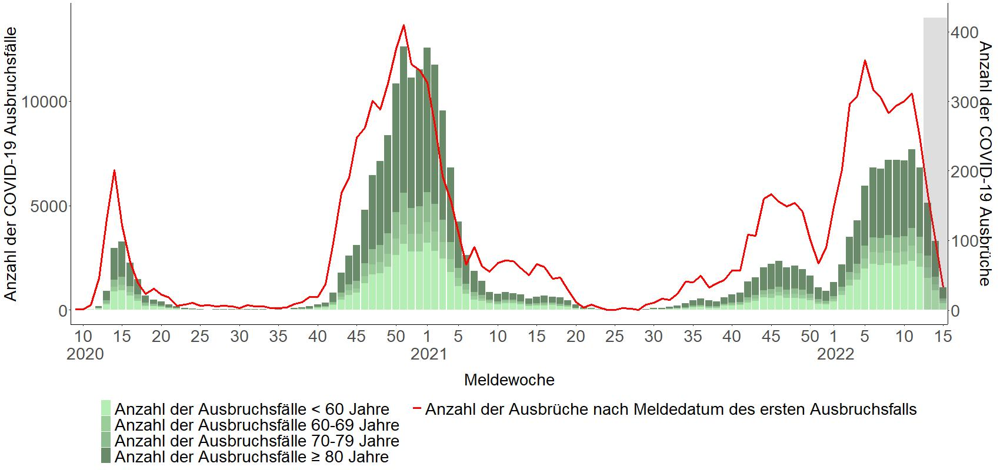 Anzahl der COVID-19 Ausbruchsfälle
10000
5000
0
400
300
200
100
0
Anzahl der COVID-19 Ausbrüche
10 15 20 25 30 35 40 45 50 1 5 10 15 20 25 30 35 40 45 50 1 5 10 15
2020 2021 2022
Meldewoche
Anzahl der Ausbruchsfälle < 60 Jahre
Anzahl der Ausbruchsfälle 60-69 Jahre
Anzahl der Ausbruchsfälle 70-79 Jahre
Anzahl der Ausbruchsfälle ≥ 80 Jahre
Anzahl der Ausbrüche nach Meldedatum des ersten Ausbruchsfalls